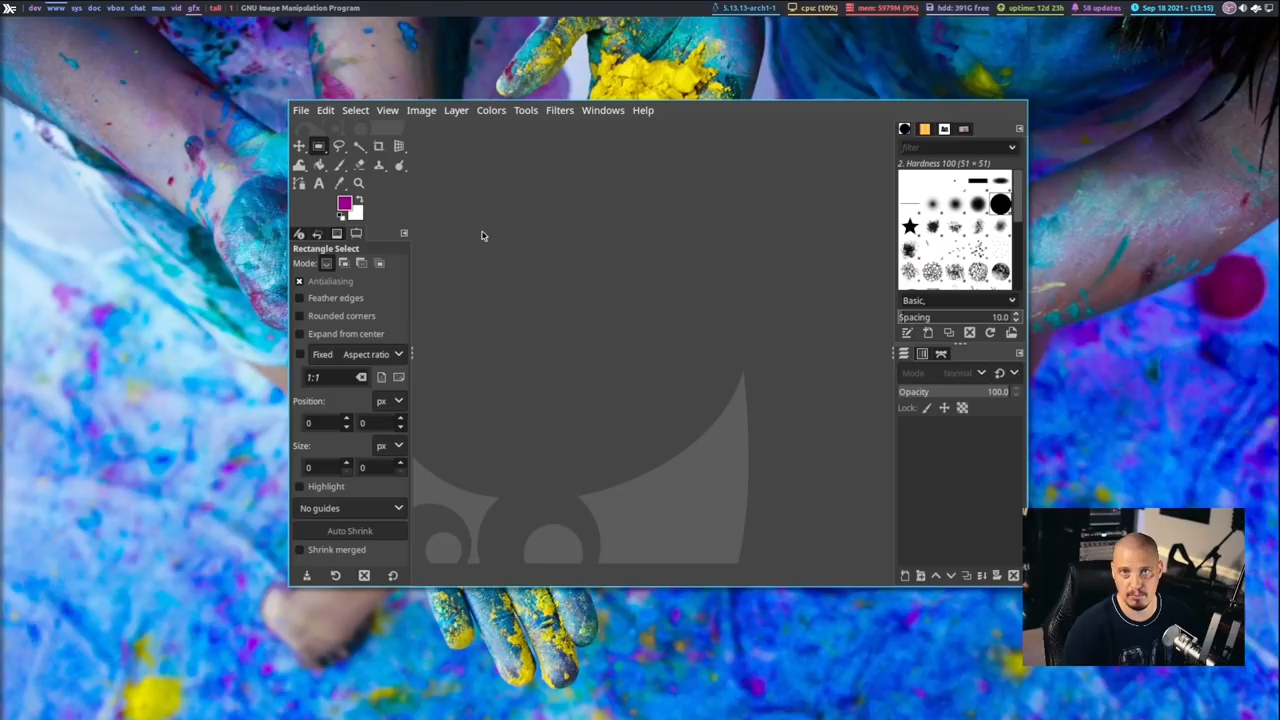 dev www sys doc vbox chat mus vid gfx tall 1 GNU Image Manipulation Program
5.13.13-arch1-1 cpu: (10%) mem: 5979M (9%) hdd: 391G free uptime: 12d 23h 58 updates Sep 18 2021 - (13:15)
File Edit Select View Image Layer Colors Tools Filters Windows Help
filter
2. Hardness 100 (51 × 51)
Rectangle Select
Mode:
Antialiasing
Feather edges
Rounded corners
Expand from center
Fixed Aspect ratio
1:1
Position: px
0 0
Size: px
0 0
Highlight
No guides
Auto Shrink
Shrink merged
Basic,
Spacing 10.0
Mode Normal
Opacity 100.0
Lock: